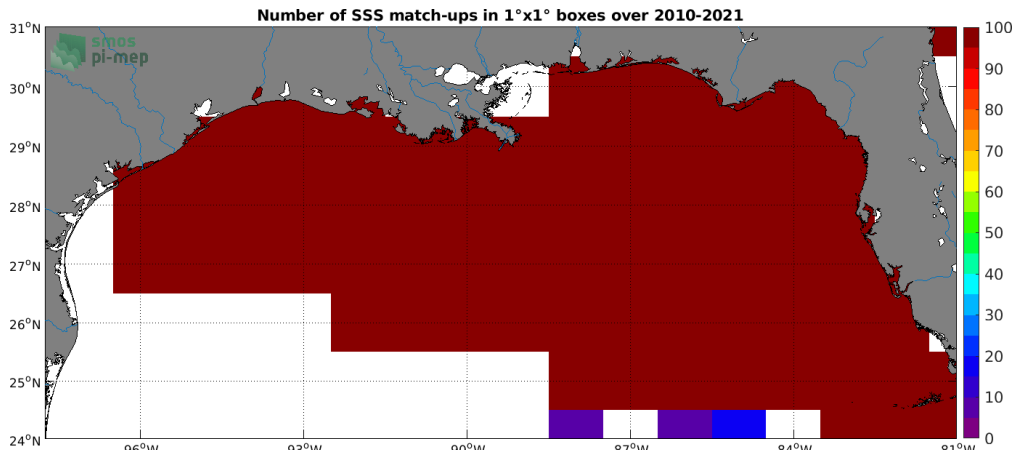 Number of SSS match-ups in 1°x1° boxes over 2010-2021
smos
pi-mep
31°N
30°N
29°N
28°N
27°N
26°N
25°N
24°N
96°W
93°W
90°W
87°W
84°W
81°W
100
90
80
70
60
50
40
30
20
10
0